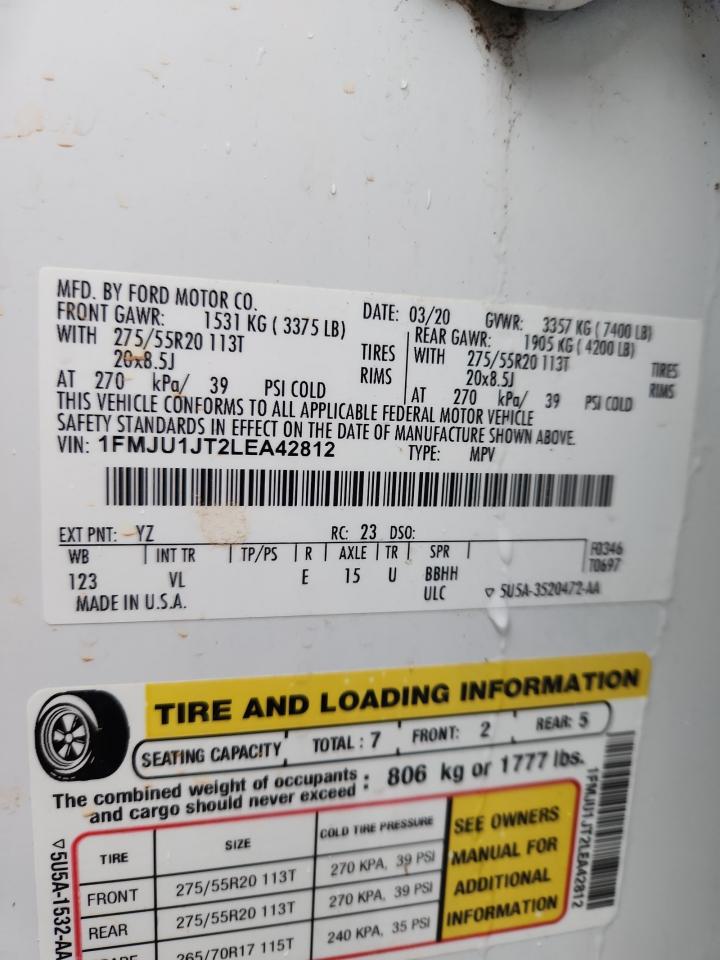 MFD. BY FORD MOTOR CO. DATE: 03/20 GVWR: 3357 KG ( 7400 LB)
FRONT GAWR: 1531 KG ( 3375 LB) REAR GAWR: 1905 KG ( 4200 LB)
WITH 275/55R20 113T TIRES WITH 275/55R20 113T TIRES
20x8.5J RIMS 20x8.5J RIMS
AT 270 kPa/ 39 PSI COLD AT 270 kPa/ 39 PSI COLD
THIS VEHICLE CONFORMS TO ALL APPLICABLE FEDERAL MOTOR VEHICLE
SAFETY STANDARDS IN EFFECT ON THE DATE OF MANUFACTURE SHOWN ABOVE.
VIN: 1FMJU1JT2LEA42812 TYPE: MPV
EXT PNT: YZ RC: 23 DSO:
WB INT TR TP/PS R AXLE TR SPR F0346
T0697
123 VL E 15 U BBHH
ULC ▽ 5U5A-3520472-AA
MADE IN U.S.A.
TIRE AND LOADING INFORMATION
SEATING CAPACITY TOTAL : 7 FRONT: 2 REAR: 5
The combined weight of occupants
and cargo should never exceed : 806 kg or 1777 lbs.
TIRE SIZE COLD TIRE PRESSURE
FRONT 275/55R20 113T 270 KPA, 39 PSI
REAR 275/55R20 113T 270 KPA, 39 PSI
265/70R17 115T 240 KPA, 35 PSI
SEE OWNERS
MANUAL FOR
ADDITIONAL
INFORMATION
1FMJU1JT2LEA42812
▽5U5A-1532-AA